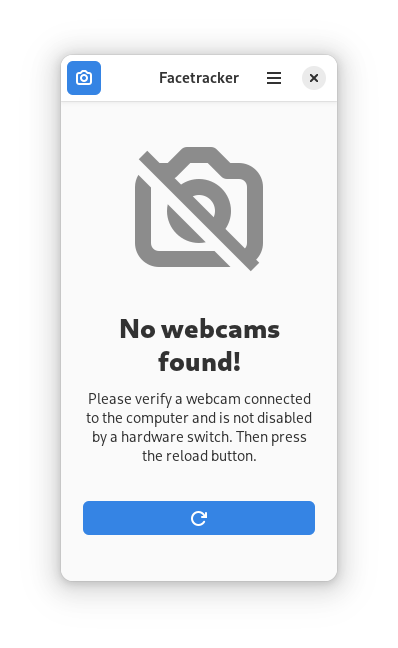 Facetracker
No webcams
found!
Please verify a webcam connected
to the computer and is not disabled
by a hardware switch. Then press
the reload button.